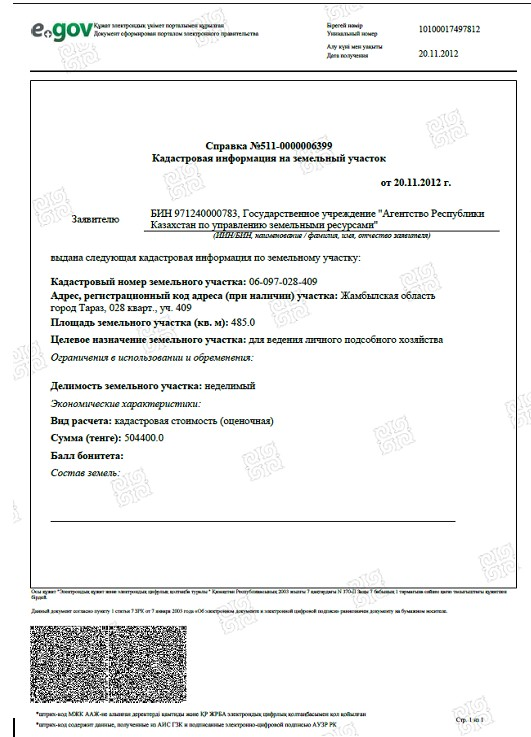 e.gov
Құжат электрондық үкімет порталымен құрылған
Документ сформирован порталом электронного правительства
Бірегей нөмір
Уникальный номер
10100017497812
Алу күні мен уақыты
Дата получения
20.11.2012
Справка №511-0000006399
Кадастровая информация на земельный участок
от 20.11.2012 г.
Заявителю
БИН 971240000783, Государственное учреждение "Агентство Республики
Казахстан по управлению земельными ресурсами"
(ИИН/БИН, наименование / фамилия, имя, отчество заявителя)
выдана следующая кадастровая информация по земельному участку:
Кадастровый номер земельного участка: 06-097-028-409
Адрес, регистрационный код адреса (при наличии) участка: Жамбылская область
город Тараз, 028 кварт., уч. 409
Площадь земельного участка (кв. м): 485.0
Целевое назначение земельного участка: для ведения личного подсобного хозяйства
Ограничения в использовании и обременения:
Делимость земельного участка: неделимый
Экономические характеристики:
Вид расчета: кадастровая стоимость (оценочная)
Сумма (тенге): 504400.0
Балл бонитета:
Состав земель:
Осы құжат "Электрондық құжат және электрондық цифрлық қолтаңба туралы" Қазақстан Республикасының 2003 жылғы 7 қаңтардағы N 370-II Заңы 7 бабының 1 тармағына сәйкес қағаз тасығыштағы құжатпен
бірдей.
Данный документ согласно пункту 1 статьи 7 ЗРК от 7 января 2003 года «Об электронном документе и электронной цифровой подписи» равнозначен документу на бумажном носителе.
*штрих-код МЖК ААЖ-не алынған деректерді қамтиды және ҚР ЖРБА электрондық цифрлық қолтаңбасымен қол қойылған
*штрих-код содержит данные, полученные из АИС ГЗК и подписанные электронно-цифровой подписью АУЗР РК
Стр. 1 из 1